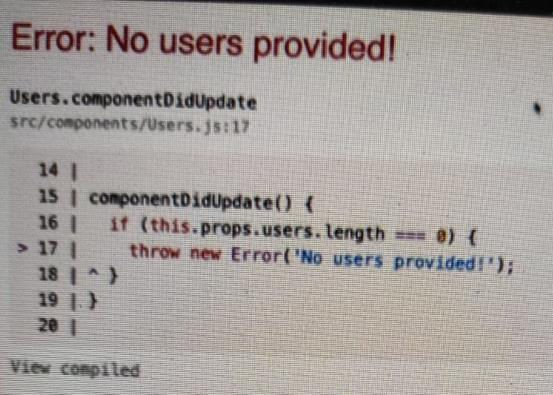 Error: No users provided!
Users.componentDidUpdate
src/components/Users.js:17
14 |
15 | componentDidUpdate() {
16 | if (this.props.users.length === 0) {
> 17 | throw new Error('No users provided!');
18 | ^ }
19 | }
20 |
View compiled